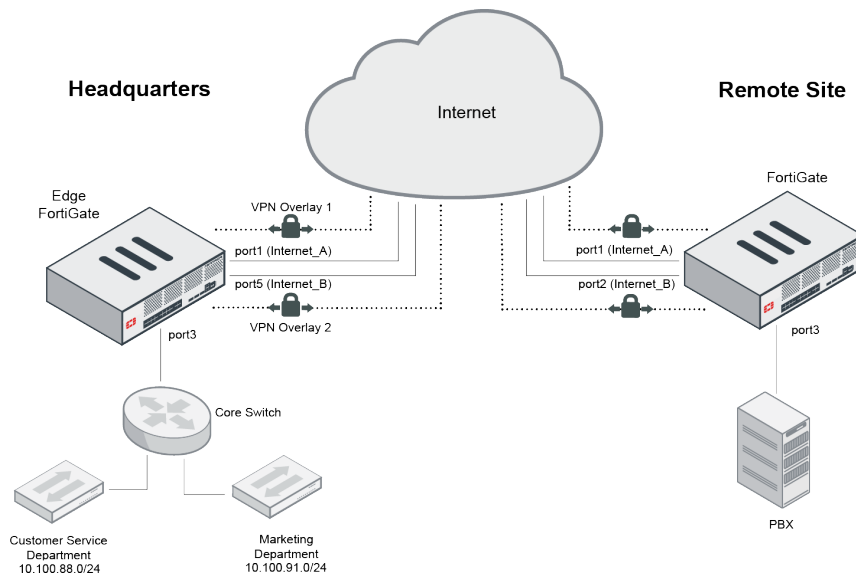 Headquarters
Remote Site
Internet
Edge
FortiGate
FortiGate
VPN Overlay 1
port1 (Internet_A)
port5 (Internet_B)
VPN Overlay 2
port1 (Internet_A)
port2 (Internet_B)
port3
port3
Core Switch
Customer Service
Department
10.100.88.0/24
Marketing
Department
10.100.91.0/24
PBX